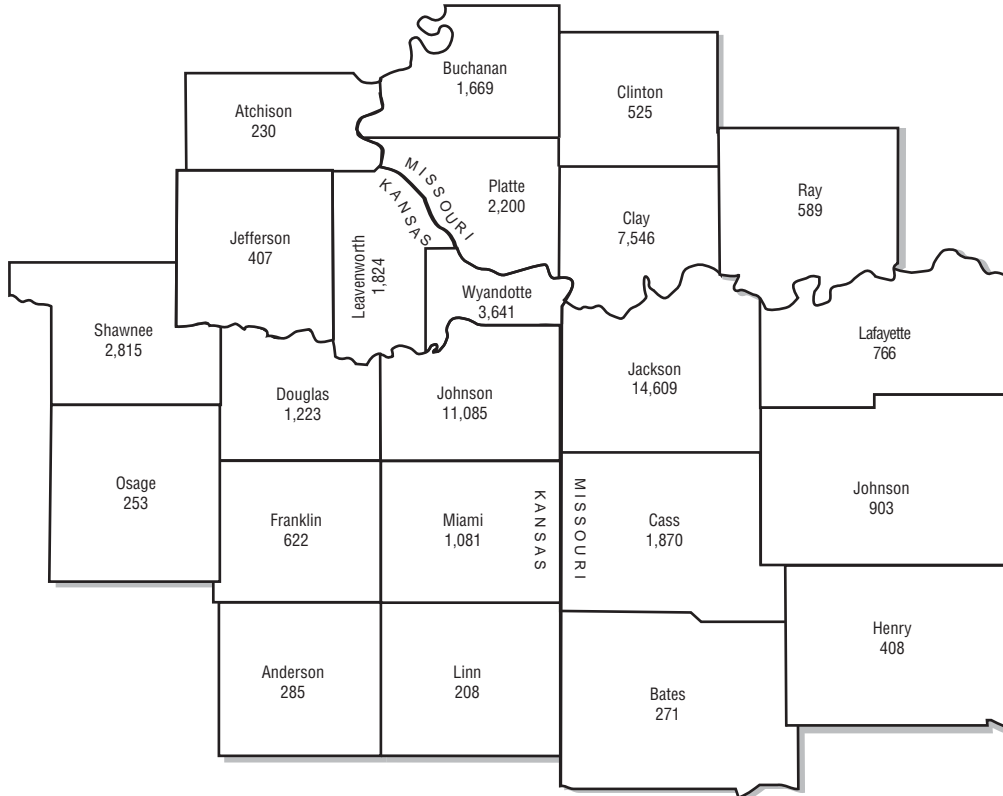 Buchanan
1,669
Clinton
525
Atchison
230
Platte
2,200
Ray
589
MISSOURI
KANSAS
Clay
7,546
Jefferson
407
Leavenworth
1,824
Wyandotte
3,641
Shawnee
2,815
Lafayette
766
Jackson
14,609
Douglas
1,223
Johnson
11,085
Osage
253
Johnson
903
Franklin
622
Miami
1,081
KANSAS
MISSOURI
Cass
1,870
Henry
408
Anderson
285
Linn
208
Bates
271